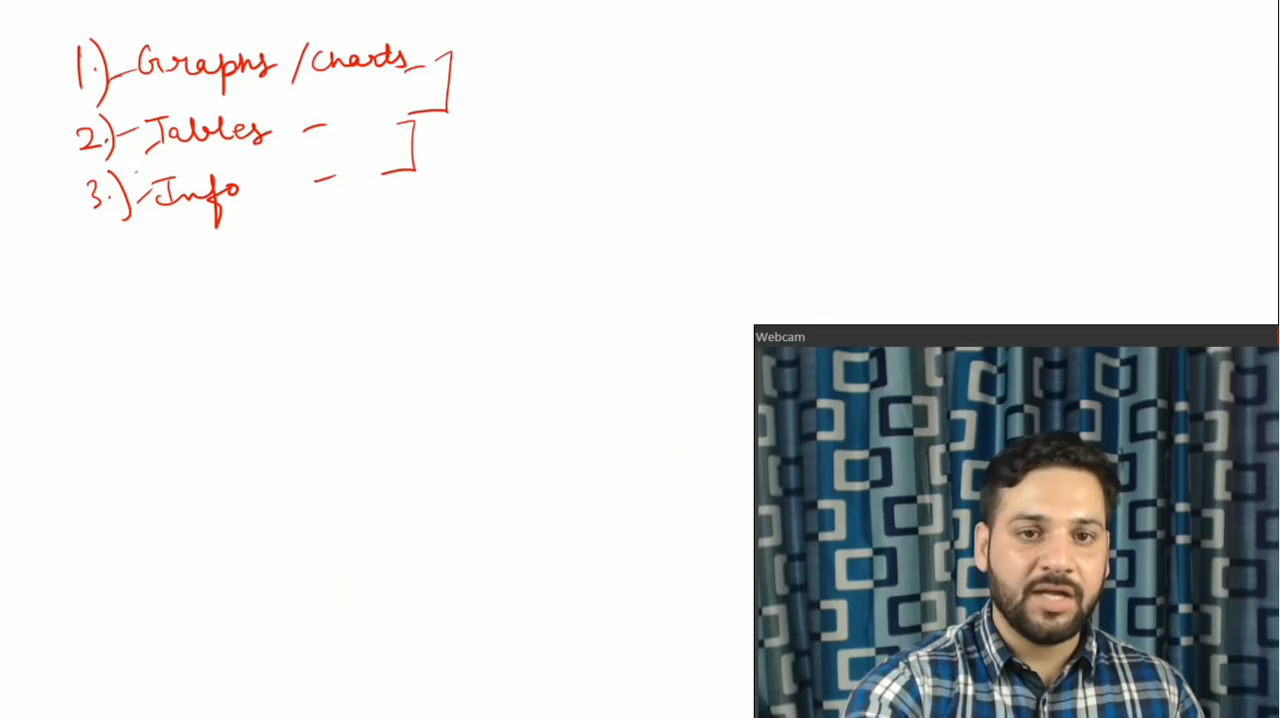 1.) - Graphs / Charts -
2.) - Tables -
3.) - Info -
Webcam